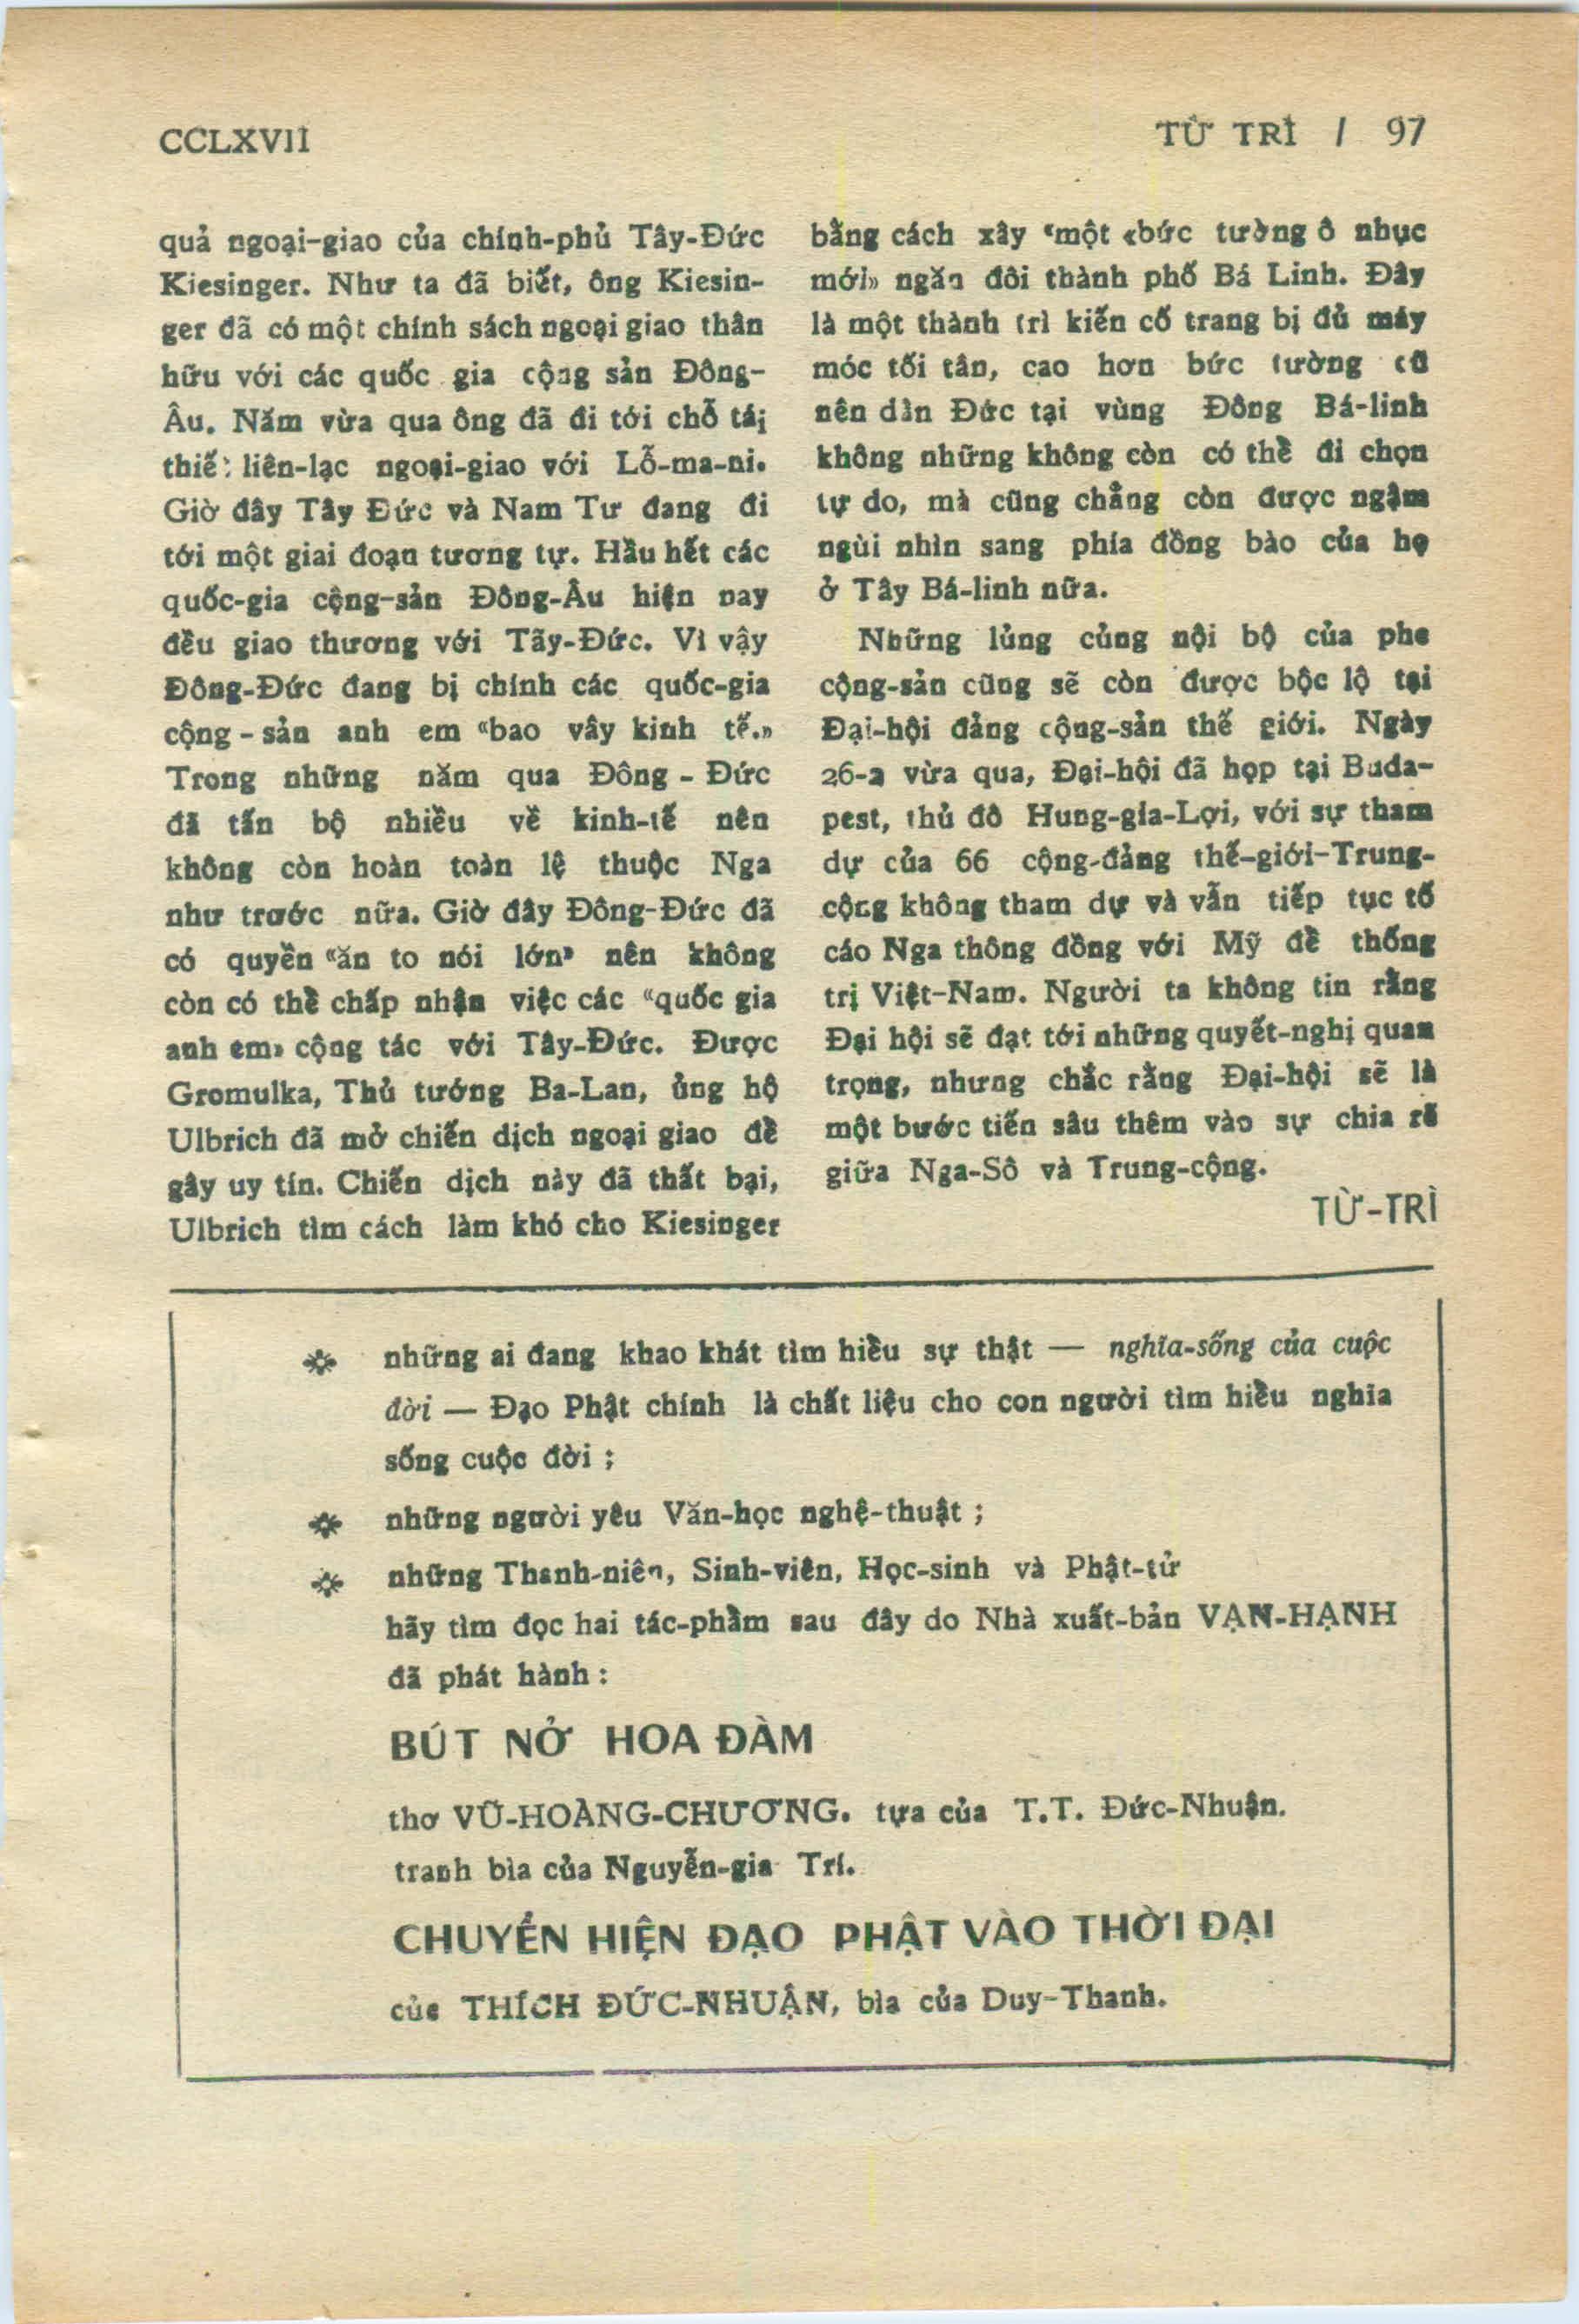 CCLXVII
TỪ TRÌ / 97
quả ngoại-giao của chính-phủ Tây-Đức
Kiesinger. Như ta đã biết, ông Kiesin-
ger đã có một chính sách ngoại giao thân
hữu với các quốc gia cộng sản Đông-
Âu. Năm vừa qua ông đã đi tới chỗ tái
thiết liên-lạc ngoại-giao với Lỗ-ma-ni.
Giờ đây Tây Đức và Nam Tư đang đi
tới một giai đoạn tương tự. Hầu hết các
quốc-gia cộng-sản Đông-Âu hiện nay
đều giao thương với Tãy-Đức. Vì vậy
Đông-Đức đang bị chính các quốc-gia
cộng - sản anh em «bao vây kinh tế.»
Trong những năm qua Đông - Đức
đã tấn bộ nhiều về kinh-tế nên
không còn hoàn toàn lệ thuộc Nga
như trước nữa. Giờ đây Đông-Đức đã
có quyền «ăn to nói lớn» nên không
còn có thể chấp nhận việc các «quốc gia
anh em» cộng tác với Tây-Đức. Được
Gromulka, Thủ tướng Ba-Lan, ủng hộ
Ulbrich đã mở chiến dịch ngoại giao để
gây uy tín. Chiến dịch này đã thất bại,
Ulbrich tìm cách làm khó cho Kiesinger
bằng cách xây «một «bức tường ô nhục
mới» ngăn đôi thành phố Bá Linh. Đây
là một thành trì kiến cố trang bị đủ máy
móc tối tân, cao hơn bức tường cũ
nên dân Đức tại vùng Đông Bá-linh
không những không còn có thể đi chọn
tự do, mà cũng chẳng còn được ngậm
ngùi nhìn sang phía đồng bào của họ
ở Tây Bá-linh nữa.
Những lủng củng nội bộ của phe
cộng-sản cũng sẽ còn được bộc lộ tại
Đại-hội đảng cộng-sản thế giới. Ngày
26-2 vừa qua, Đại-hội đã họp tại Buda-
pest, thủ đô Hung-gia-Lợi, với sự tham
dự của 66 cộng-đảng thế-giới-Trung-
cộng không tham dự và vẫn tiếp tục tố
cáo Nga thông đồng với Mỹ để thống
trị Việt-Nam. Người ta không tin rằng
Đại hội sẽ đạt tới những quyết-nghị quan
trọng, nhưng chắc rằng Đại-hội sẽ là
một bước tiến sâu thêm vào sự chia rẽ
giữa Nga-Sô và Trung-cộng.
TỪ-TRÌ
những ai đang khao khát tìm hiểu sự thật — nghĩa-sống của cuộc
đời — Đạo Phật chính là chất liệu cho con người tìm hiểu nghĩa
sống cuộc đời ;
những người yêu Văn-học nghệ-thuật ;
những Thanh-niên, Sinh-viên, Học-sinh và Phật-tử
hãy tìm đọc hai tác-phẩm sau đây do Nhà xuất-bản VẠN-HẠNH
đã phát hành :
BÚT NỞ HOA ĐÀM
thơ VŨ-HOÀNG-CHƯƠNG. tựa của T.T. Đức-Nhuận.
tranh bìa của Nguyễn-gia Trí.
CHUYỂN HIỆN ĐẠO PHẬT VÀO THỜI ĐẠI
của THÍCH ĐỨC-NHUẬN, bìa của Duy-Thanh.